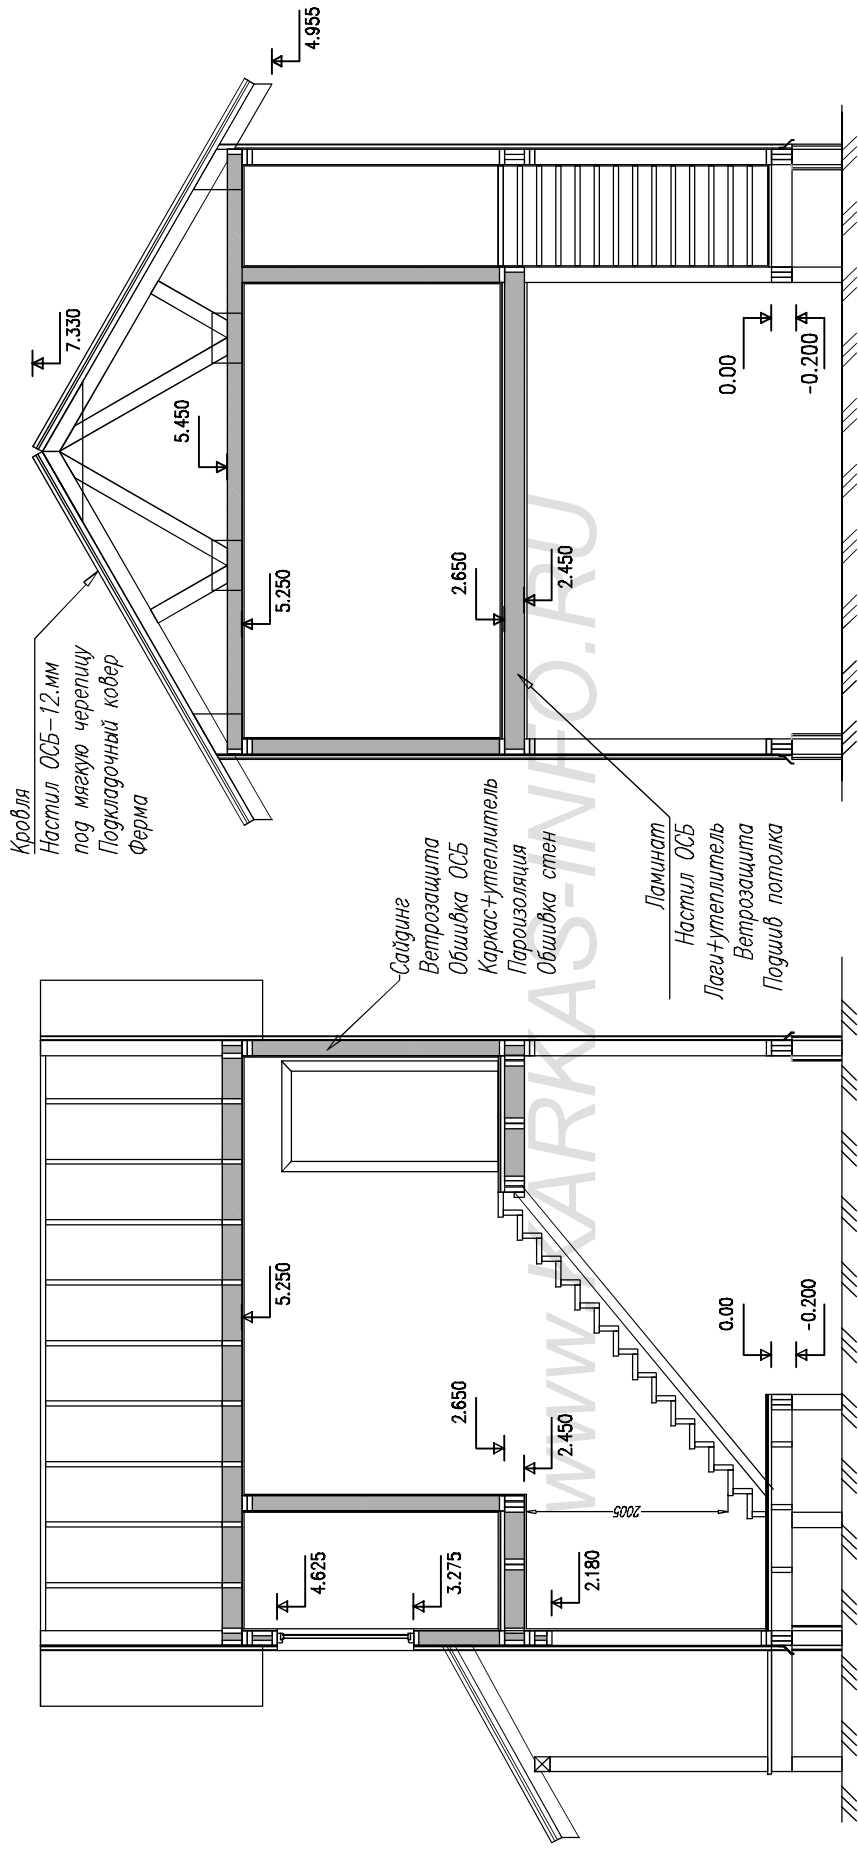 Кровля
Настил ОСБ-12.мм
под мягкую черепицу
Подкладочный ковер
Ферма
Сайдинг
Ветрозащита
Обшивка ОСБ
Каркас+утеплитель
Пароизоляция
Обшивка стен
Ламинат
Настил ОСБ
Лаги+утеплитель
Ветрозащита
Подшив потолка
4.625
3.275
2.180
2005
5.250
2.650
2.450
0.00
-0.200
7.330
4.955
5.450
5.250
2.650
2.450
0.00
-0.200
www.KARKAS-INFO.RU